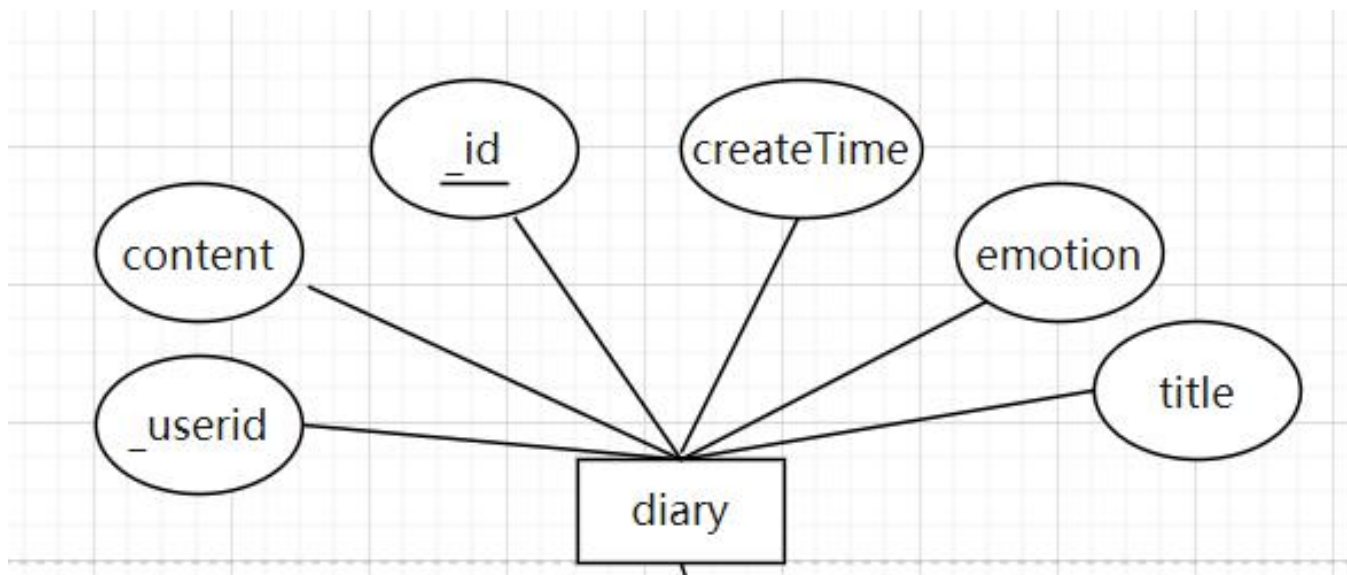 _id
createTime
content
emotion
title
_userid
diary